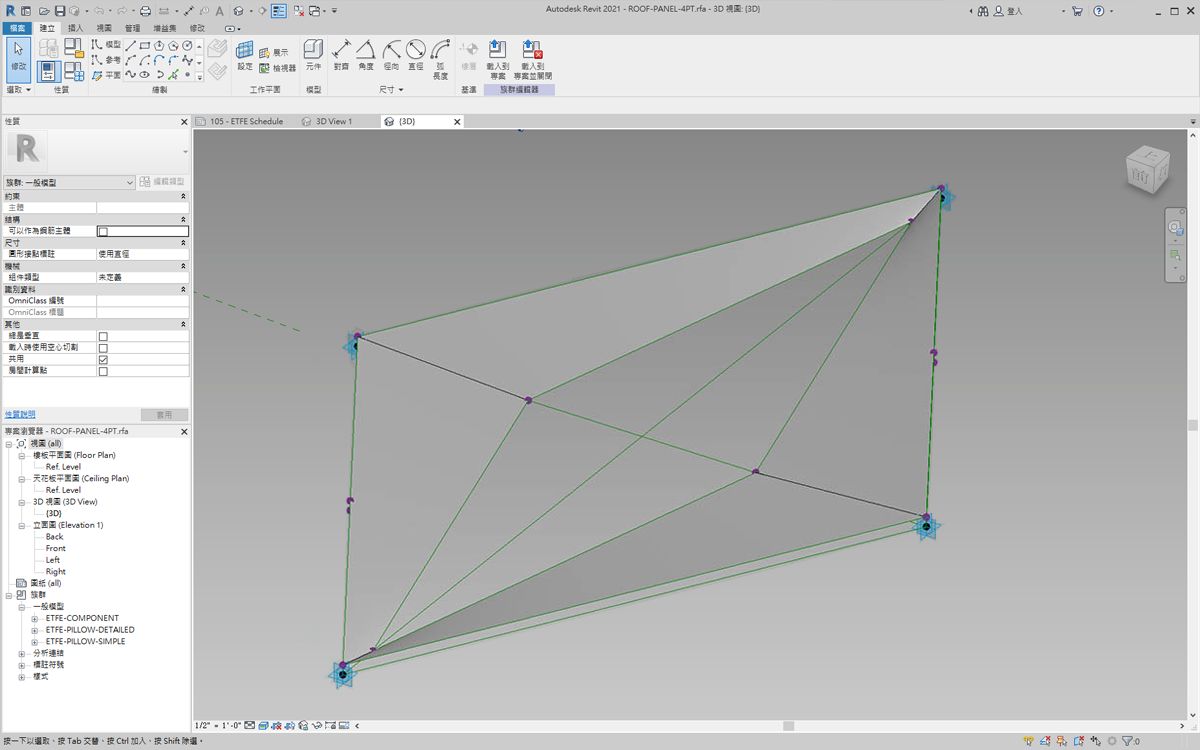 Autodesk Revit 2021 - ROOF-PANEL-4PT.rfa - 3D 視圖: {3D}
登入
檔案 建立 插入 視圖 管理 增益集 修改
修改
模型
參考
平面
設定
展示
檢視器
元件
對齊 角度 徑向 直徑 弧長度
載入到專案
載入到專案並關閉
選取 性質 繪製 工作平面 模型 尺寸 基準 族群編輯器
性質
105 - ETFE Schedule
3D View 1
{3D}
族群: 一般模型
編輯類型
約束
主體
結構
可以作為鋼筋主體
尺寸
圓形接點標註 使用直徑
機械
組件類型 未定義
識別資料
OmniClass 編號
OmniClass 標題
其他
總是垂直
載入時使用空心切割
共用
房間計算點
性質說明
套用
專案瀏覽器 - ROOF-PANEL-4PT.rfa
視圖 (all)
樓板平面圖 (Floor Plan)
Ref. Level
天花板平面圖 (Ceiling Plan)
Ref. Level
3D 視圖 (3D View)
{3D}
立面圖 (Elevation 1)
Back
Front
Left
Right
圖紙 (all)
族群
一般模型
ETFE-COMPONENT
ETFE-PILLOW-DETAILED
ETFE-PILLOW-SIMPLE
分析連結
標註符號
樣式
1/2" = 1'-0"
按一下以選取、按 Tab 交替、按 Ctrl 加入、按 Shift 除選。
:0